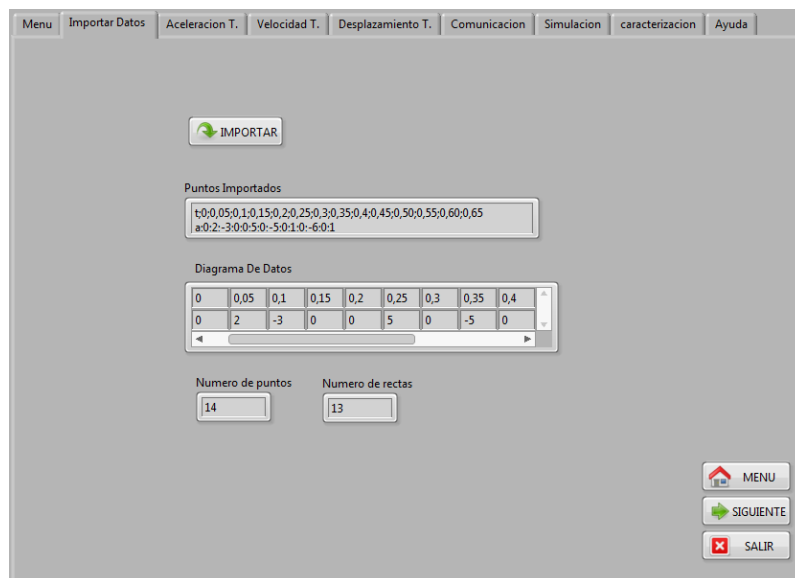 Menu Importar Datos Aceleracion T. Velocidad T. Desplazamiento T. Comunicacion Simulacion caracterizacion Ayuda
IMPORTAR
Puntos Importados
t;0;0,05;0,1;0,15;0,2;0,25;0,3;0,35;0,4;0,45;0,50;0,55;0,60;0,65
a;0;2;-3;0;0;5;0;-5;0;1;0;-6;0;1
Diagrama De Datos
0 0,05 0,1 0,15 0,2 0,25 0,3 0,35 0,4
0 2 -3 0 0 5 0 -5 0
Numero de puntos Numero de rectas
14 13
MENU
SIGUIENTE
SALIR